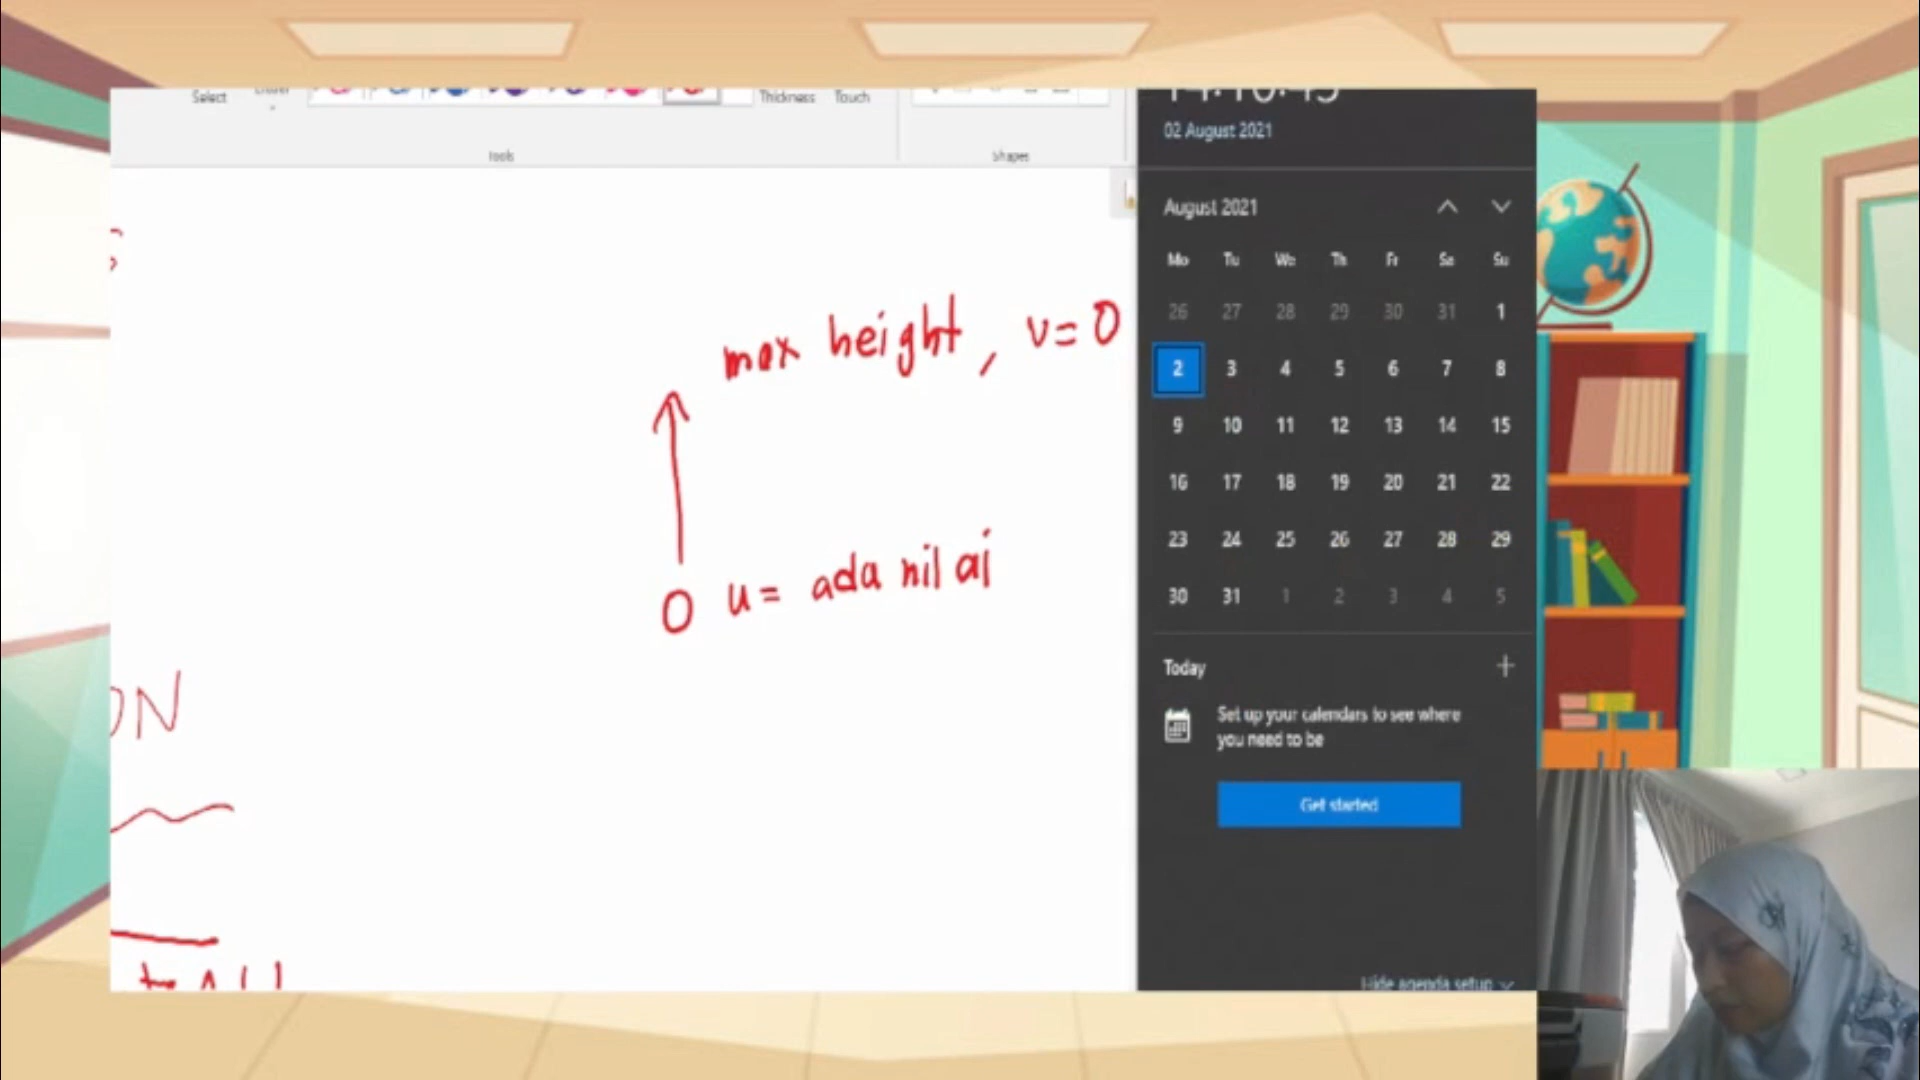 Select
Thickness
Touch
Tools
Shapes
02 August 2021
August 2021
Mo Tu We Th Fr Sa Su
26 27 28 29 30 31 1
2 3 4 5 6 7 8
9 10 11 12 13 14 15
16 17 18 19 20 21 22
23 24 25 26 27 28 29
30 31 1 2 3 4 5
Today
Set up your calendars to see where
you need to be
Get started
Hide agenda setup
max height, v=0
u= ada nilai
ON